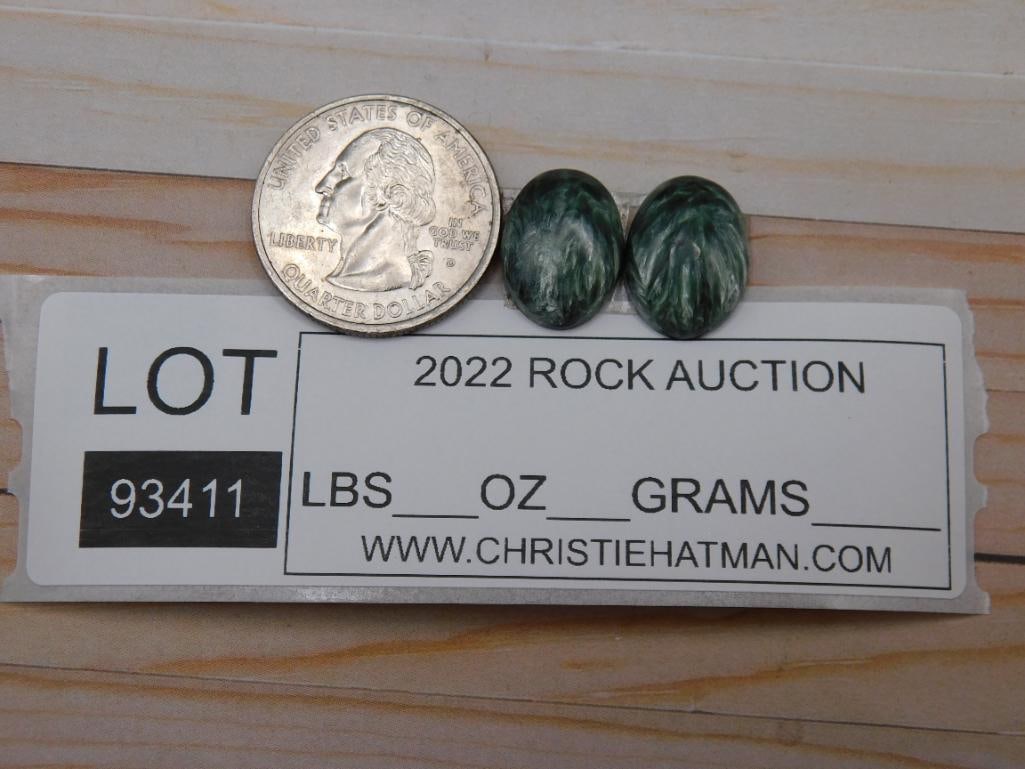 UNITED STATES OF AMERICA
LIBERTY
IN
GOD WE
TRUST
D
QUARTER DOLLAR
LOT
93411
2022 ROCK AUCTION
LBS___OZ___GRAMS_____
WWW.CHRISTIEHATMAN.COM